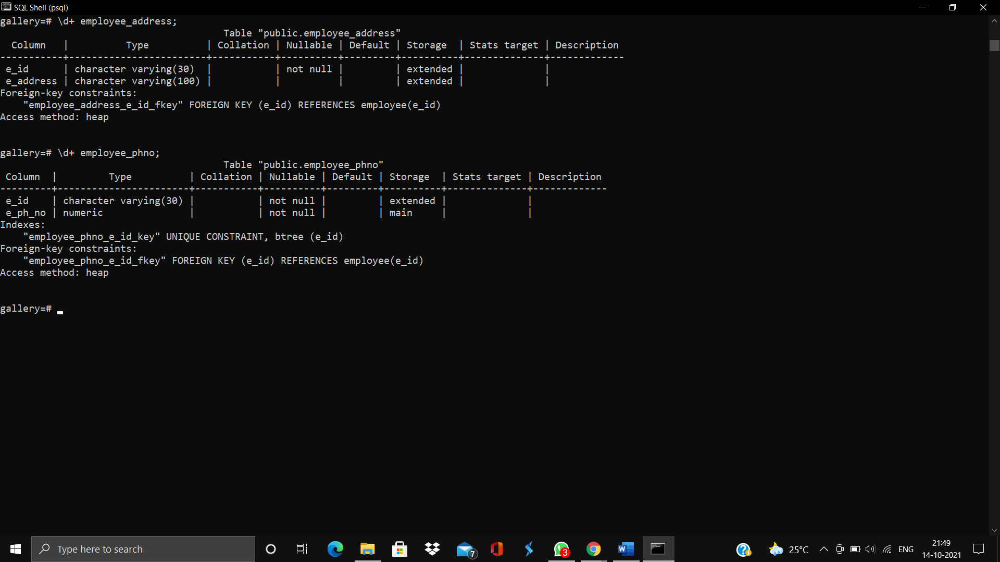 SQL Shell (psql)
gallery=# \d+ employee_address;
                                       Table "public.employee_address"
  Column   |          Type          | Collation | Nullable | Default | Storage  | Stats target | Description
-----------+------------------------+-----------+----------+---------+----------+--------------+-------------
 e_id      | character varying(30)  |           | not null |         | extended |              |
 e_address | character varying(100) |           |          |         | extended |              |
Foreign-key constraints:
    "employee_address_e_id_fkey" FOREIGN KEY (e_id) REFERENCES employee(e_id)
Access method: heap
gallery=# \d+ employee_phno;
                                       Table "public.employee_phno"
 Column  |         Type          | Collation | Nullable | Default | Storage  | Stats target | Description
---------+-----------------------+-----------+----------+---------+----------+--------------+-------------
 e_id    | character varying(30) |           | not null |         | extended |              |
 e_ph_no | numeric               |           | not null |         | main     |              |
Indexes:
    "employee_phno_e_id_key" UNIQUE CONSTRAINT, btree (e_id)
Foreign-key constraints:
    "employee_phno_e_id_fkey" FOREIGN KEY (e_id) REFERENCES employee(e_id)
Access method: heap
gallery=#
Type here to search
7
3
W
25°C
ENG
21:49
14-10-2021